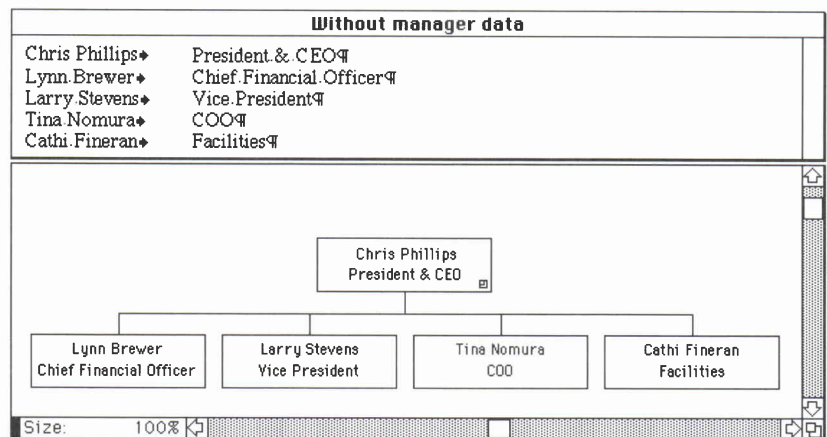 Without manager data
Chris Phillips→ President & CEO¶
Lynn Brewer→ Chief Financial Officer¶
Larry Stevens→ Vice President¶
Tina Nomura→ COO¶
Cathi Fineran→ Facilities¶
Chris Phillips
President & CEO
Lynn Brewer
Chief Financial Officer
Larry Stevens
Vice President
Tina Nomura
COO
Cathi Fineran
Facilities
Size: 100%